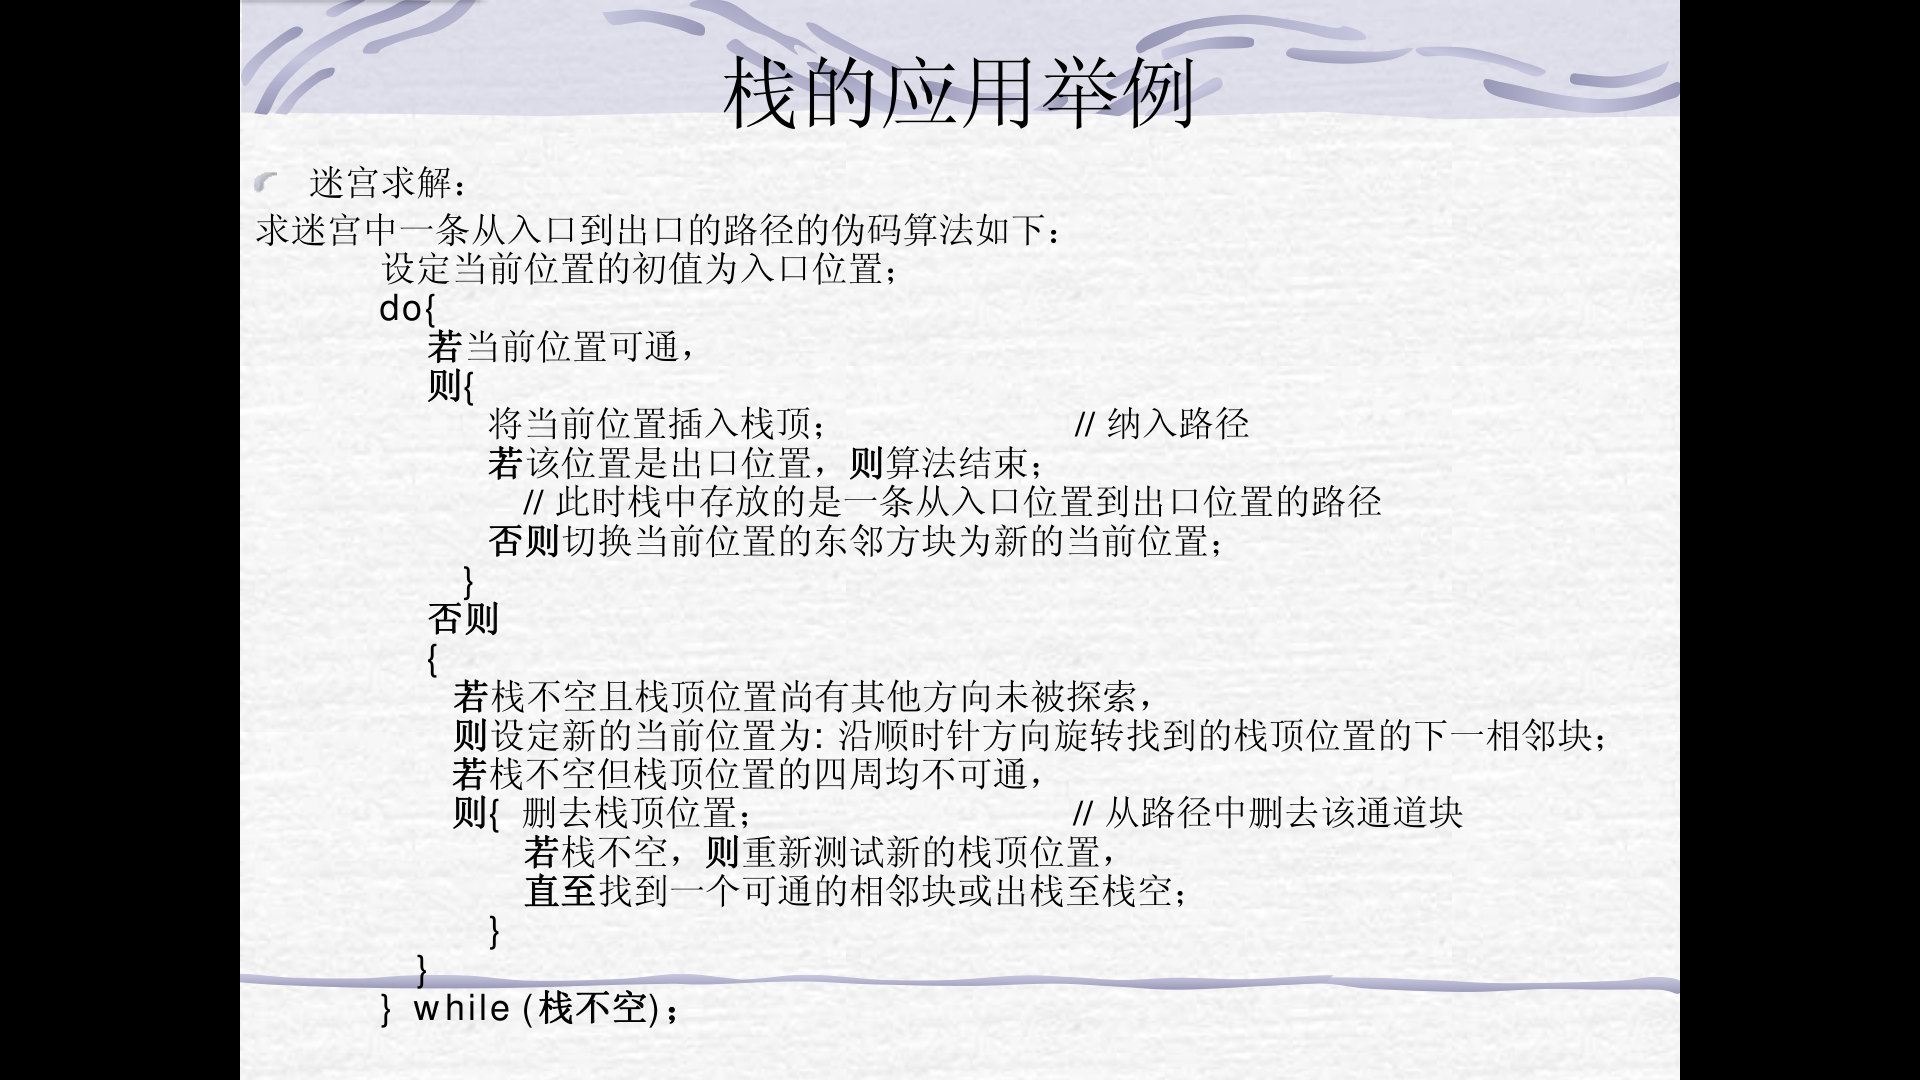 栈的应用举例
迷宫求解：
求迷宫中一条从入口到出口的路径的伪码算法如下：
设定当前位置的初值为入口位置；
do{
若当前位置可通，
则{
将当前位置插入栈顶； // 纳入路径
若该位置是出口位置，则算法结束；
// 此时栈中存放的是一条从入口位置到出口位置的路径
否则切换当前位置的东邻方块为新的当前位置；
}
否则
{
若栈不空且栈顶位置尚有其他方向未被探索，
则设定新的当前位置为: 沿顺时针方向旋转找到的栈顶位置的下一相邻块；
若栈不空但栈顶位置的四周均不可通，
则{ 删去栈顶位置； // 从路径中删去该通道块
若栈不空，则重新测试新的栈顶位置，
直至找到一个可通的相邻块或出栈至栈空；
}
}
} while (栈不空)；